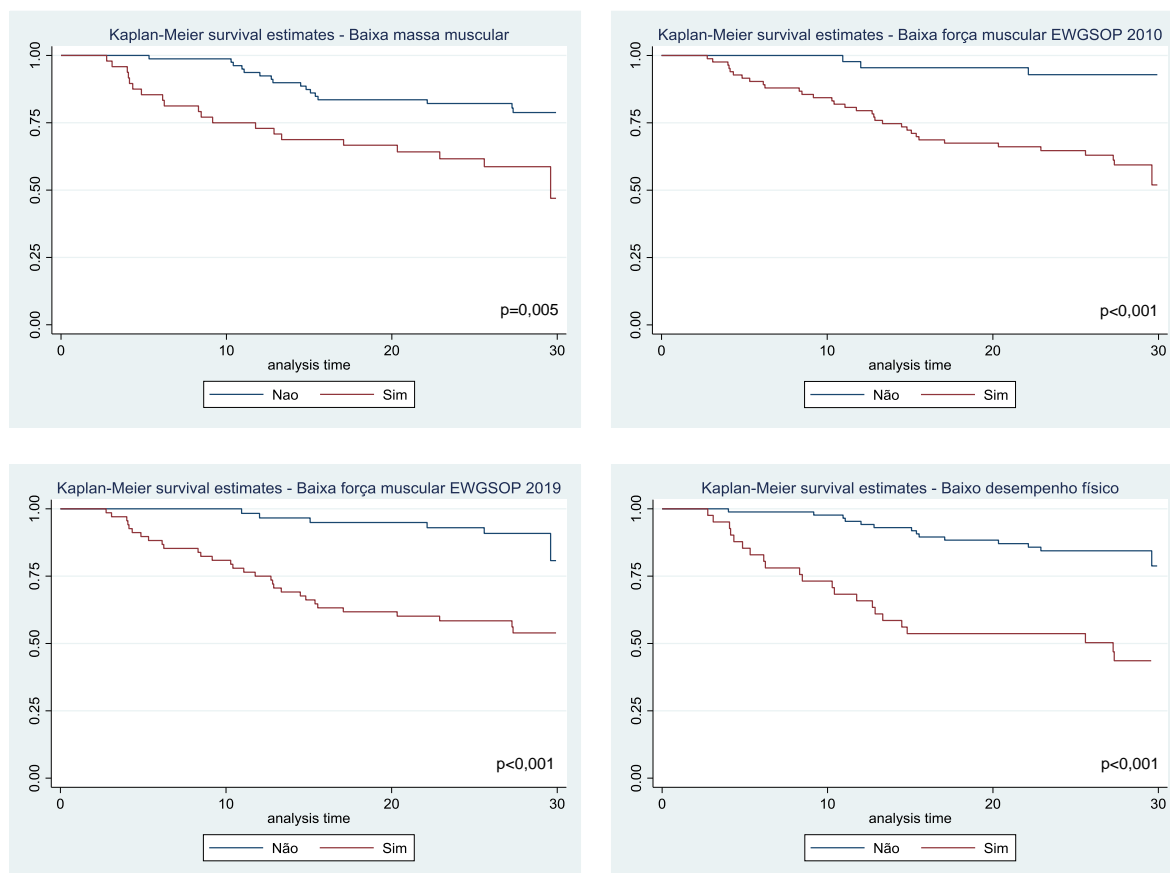 Kaplan-Meier survival estimates - Baixa massa muscular
1.00
0.75
0.50
0.25
0.00
p=0,005
0 10 20 30
analysis time
Nao Sim
Kaplan-Meier survival estimates - Baixa força muscular EWGSOP 2010
1.00
0.75
0.50
0.25
0.00
p<0,001
0 10 20 30
analysis time
Não Sim
Kaplan-Meier survival estimates - Baixa força muscular EWGSOP 2019
1.00
0.75
0.50
0.25
0.00
p<0,001
0 10 20 30
analysis time
Não Sim
Kaplan-Meier survival estimates - Baixo desempenho físico
1.00
0.75
0.50
0.25
0.00
p<0,001
0 10 20 30
analysis time
Não Sim